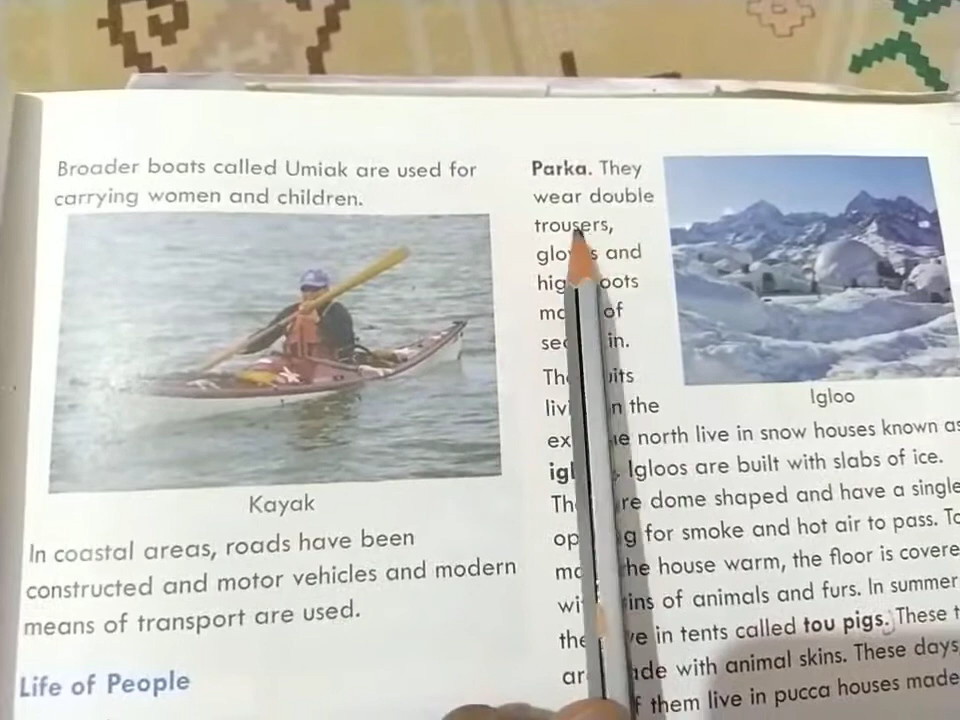 Broader boats called Umiak are used for
carrying women and children.
Kayak
In coastal areas, roads have been
constructed and motor vehicles and modern
means of transport are used.
Life of People
Parka. They
wear double
trousers,
and
of
in.
the
Igloo
north live in snow houses known as
Igloos are built with slabs of ice.
dome shaped and have a single
for smoke and hot air to pass.
the house warm, the floor is
of animals and furs. In summer
in tents called tou pigs. These
with animal skins. These days
them live in pucca houses made